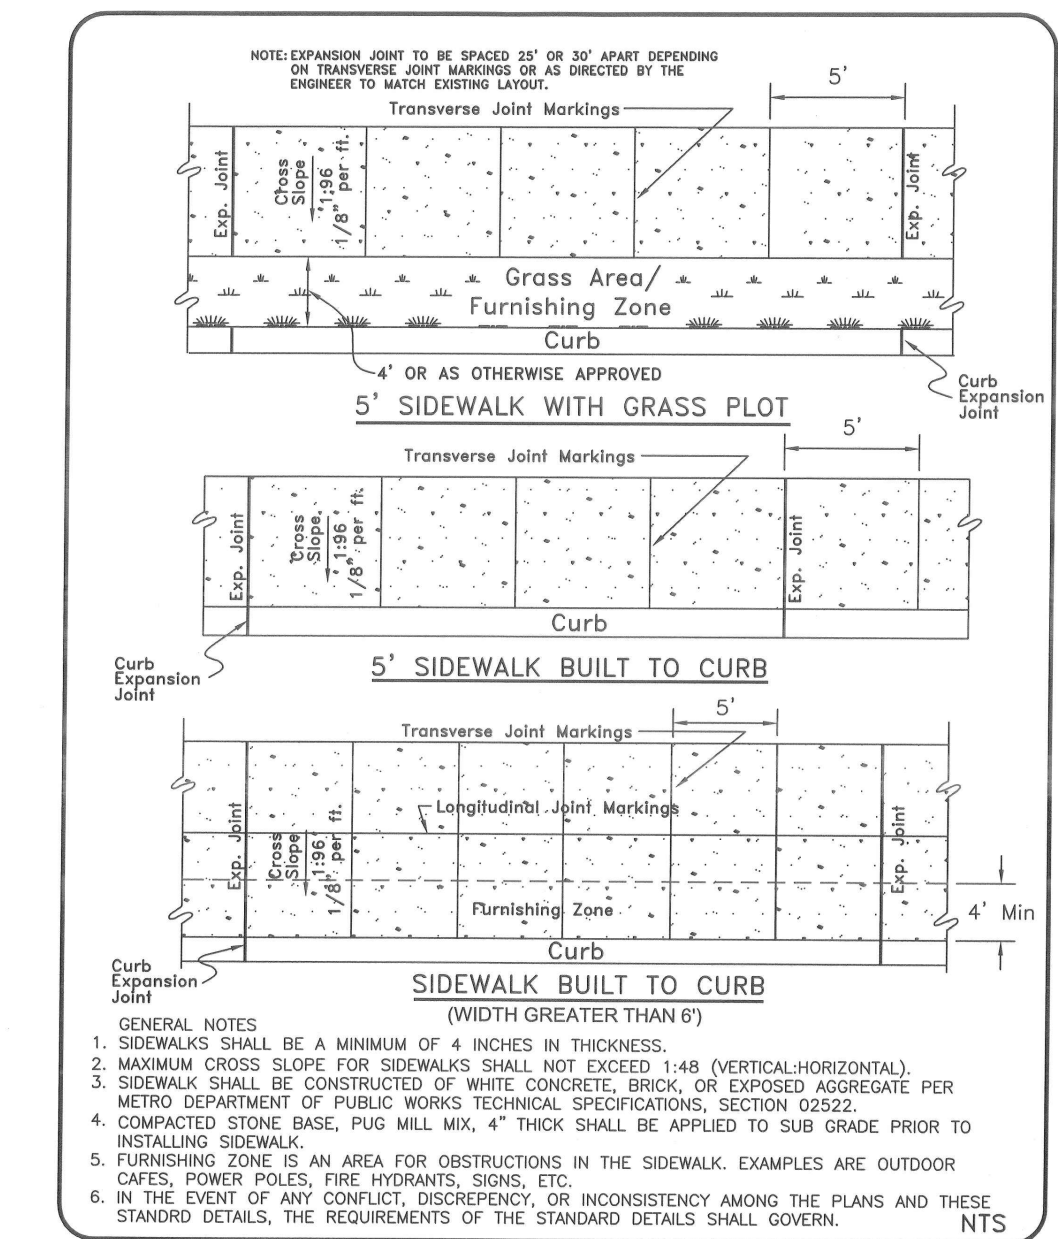 NOTE: EXPANSION JOINT TO BE SPACED 25' OR 30' APART DEPENDING
ON TRANSVERSE JOINT MARKINGS OR AS DIRECTED BY THE
ENGINEER TO MATCH EXISTING LAYOUT.
5'
Transverse Joint Markings
Exp. Joint
Cross
Slope
1:96
1/8" per ft.
Exp. Joint
Grass Area/
Furnishing Zone
Curb
4' OR AS OTHERWISE APPROVED
Curb
Expansion
Joint
5' SIDEWALK WITH GRASS PLOT
5'
Transverse Joint Markings
Exp. Joint
Cross
Slope
1:96
1/8" per ft.
Exp. Joint
Curb
Curb
Expansion
Joint
5' SIDEWALK BUILT TO CURB
5'
Transverse Joint Markings
Longitudinal Joint Markings
Exp. Joint
Cross
Slope
1:96
1/8" per ft.
Exp. Joint
Furnishing Zone
4' Min
Curb
Curb
Expansion
Joint
SIDEWALK BUILT TO CURB
(WIDTH GREATER THAN 6')
GENERAL NOTES
1. SIDEWALKS SHALL BE A MINIMUM OF 4 INCHES IN THICKNESS.
2. MAXIMUM CROSS SLOPE FOR SIDEWALKS SHALL NOT EXCEED 1:48 (VERTICAL:HORIZONTAL).
3. SIDEWALK SHALL BE CONSTRUCTED OF WHITE CONCRETE, BRICK, OR EXPOSED AGGREGATE PER
METRO DEPARTMENT OF PUBLIC WORKS TECHNICAL SPECIFICATIONS, SECTION 02522.
4. COMPACTED STONE BASE, PUG MILL MIX, 4" THICK SHALL BE APPLIED TO SUB GRADE PRIOR TO
INSTALLING SIDEWALK.
5. FURNISHING ZONE IS AN AREA FOR OBSTRUCTIONS IN THE SIDEWALK. EXAMPLES ARE OUTDOOR
CAFES, POWER POLES, FIRE HYDRANTS, SIGNS, ETC.
6. IN THE EVENT OF ANY CONFLICT, DISCREPENCY, OR INCONSISTENCY AMONG THE PLANS AND THESE
STANDRD DETAILS, THE REQUIREMENTS OF THE STANDARD DETAILS SHALL GOVERN.
NTS